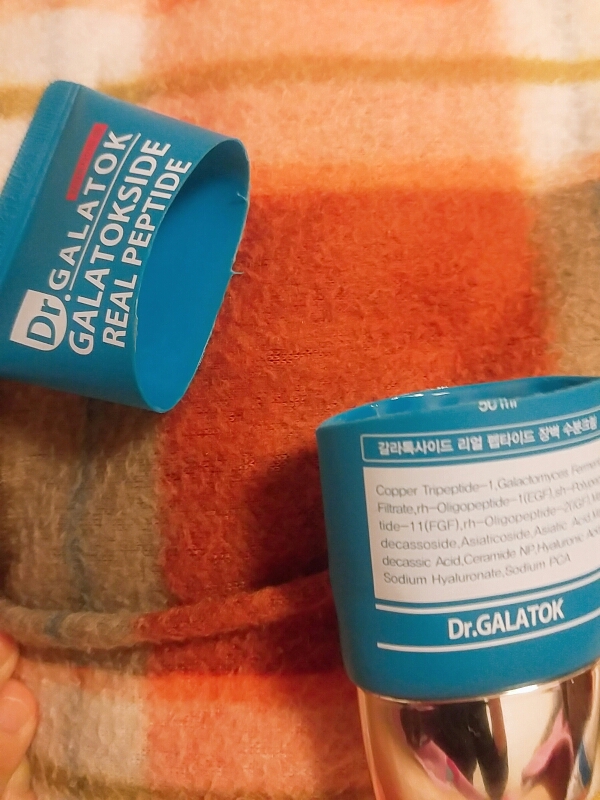 Dr.GALATOK
GALATOKSIDE
REAL PEPTIDE
50 ml
갈라톡사이드 리얼 펩타이드 장벽 수분크림
Copper Tripeptide-1,Galactomyces Ferment
Filtrate,rh-Oligopeptide-1(EGF),sh-Polypep
tide-11(FGF),rh-Oligopeptide-2(IGF),
decassoside,Asiaticoside,Asiatic Acid,
decassic Acid,Ceramide NP,Hyaluronic
Sodium Hyaluronate,Sodium PCA
Dr.GALATOK